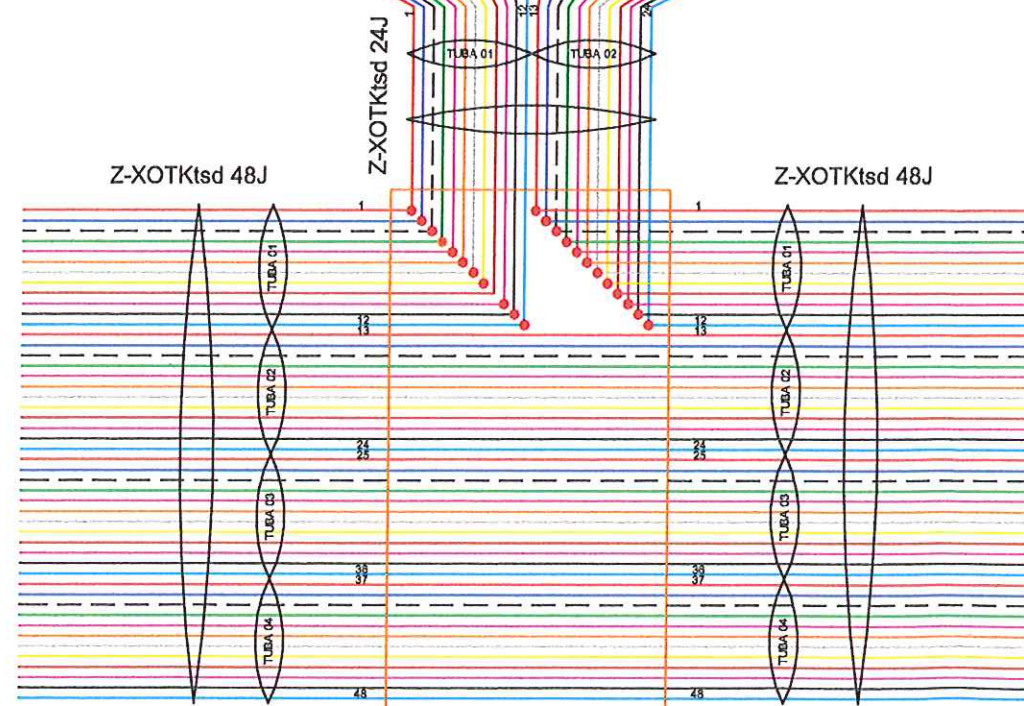 1
12
13
24
Z-XOTKtsd 24J
TUBA 01
TUBA 02
Z-XOTKtsd 48J
Z-XOTKtsd 48J
1
1
TUBA 01
TUBA 01
12
12
13
13
TUBA 02
TUBA 02
24
24
25
25
TUBA 03
TUBA 03
36
36
37
37
TUBA 04
TUBA 04
48
48